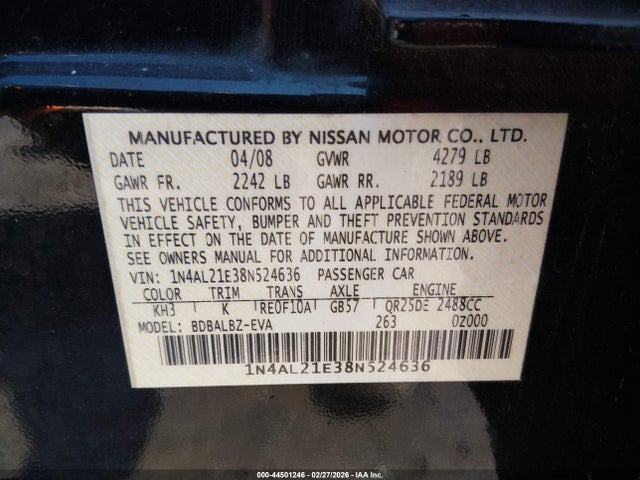 MANUFACTURED BY NISSAN MOTOR CO., LTD.
DATE 04/08 GVWR 4279 LB
GAWR FR. 2242 LB GAWR RR. 2189 LB
THIS VEHICLE CONFORMS TO ALL APPLICABLE FEDERAL MOTOR
VEHICLE SAFETY, BUMPER AND THEFT PREVENTION STANDARDS
IN EFFECT ON THE DATE OF MANUFACTURE SHOWN ABOVE.
SEE OWNERS MANUAL FOR ADDITIONAL INFORMATION.
VIN: 1N4AL21E38N524636 PASSENGER CAR
COLOR TRIM TRANS AXLE ENGINE
KH3 K RE0F10A GB57 QR25DE 2488CC
MODEL: BDBALBZ-EVA 263 0Z000
1N4AL21E38N524636
000-44501246 - 02/27/2026 - IAA Inc.